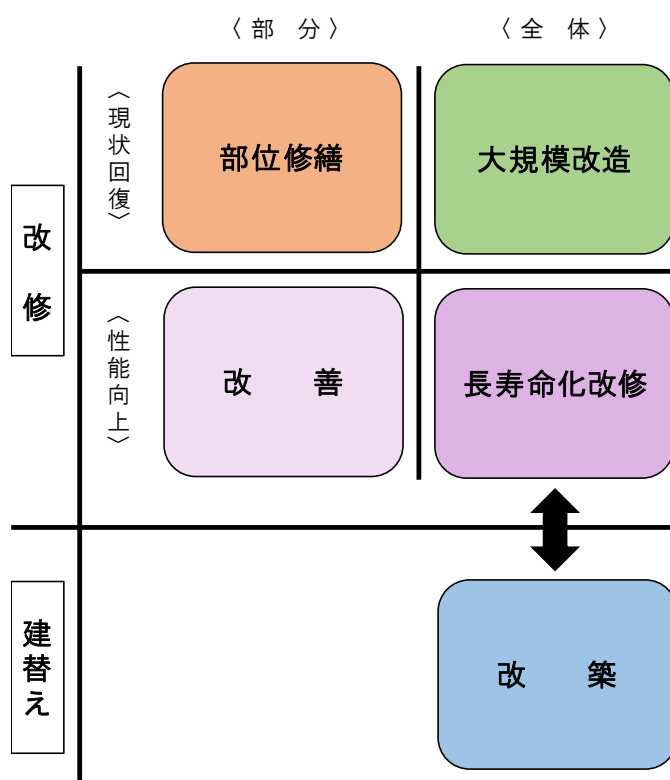 〈 部　分 〉
〈 全　体 〉
改修
〈現状回復〉
部位修繕
大規模改造
〈性能向上〉
改　善
長寿命化改修
建替え
改　築